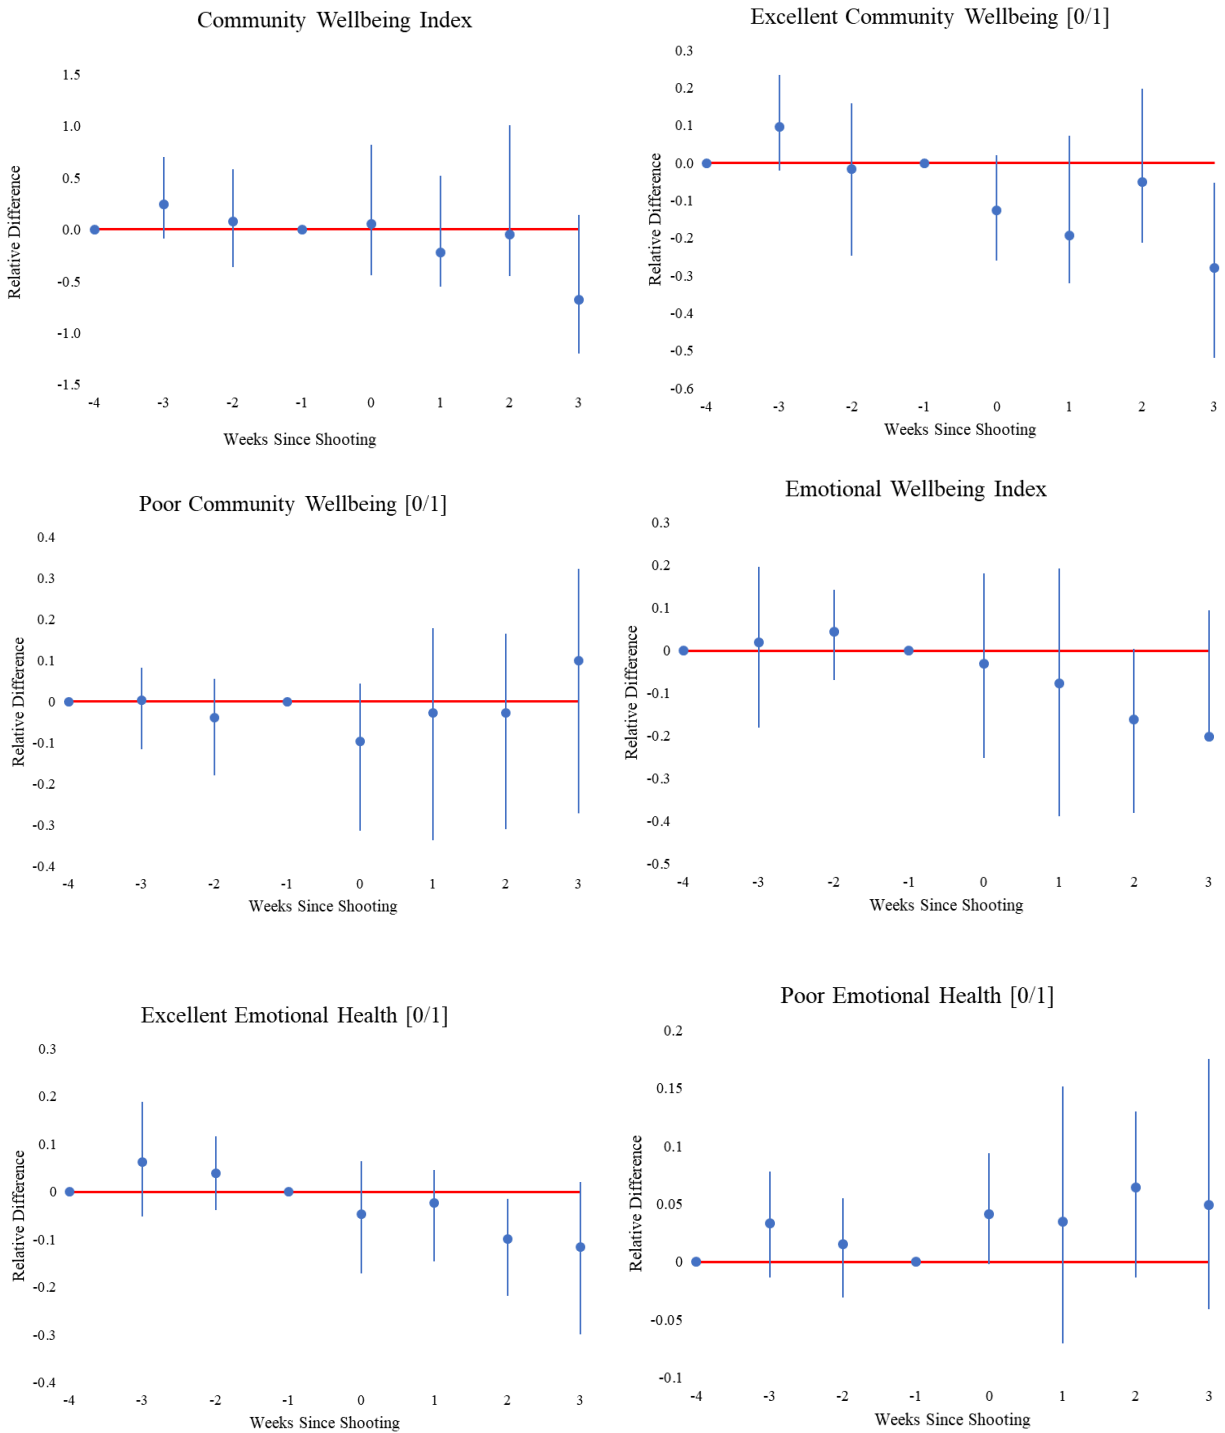 Community Wellbeing Index
Relative Difference
1.5
1.0
0.5
0.0
-0.5
-1.0
-1.5
-4 -3 -2 -1 0 1 2 3
Weeks Since Shooting
Excellent Community Wellbeing [0/1]
Relative Difference
0.3
0.2
0.1
0.0
-0.1
-0.2
-0.3
-0.4
-0.5
-0.6
-4 -3 -2 -1 0 1 2 3
Weeks Since Shooting
Poor Community Wellbeing [0/1]
Relative Difference
0.4
0.3
0.2
0.1
0
-0.1
-0.2
-0.3
-0.4
-4 -3 -2 -1 0 1 2 3
Weeks Since Shooting
Emotional Wellbeing Index
Relative Difference
0.3
0.2
0.1
0
-0.1
-0.2
-0.3
-0.4
-0.5
-4 -3 -2 -1 0 1 2 3
Weeks Since Shooting
Excellent Emotional Health [0/1]
Relative Difference
0.3
0.2
0.1
0
-0.1
-0.2
-0.3
-0.4
-4 -3 -2 -1 0 1 2 3
Weeks Since Shooting
Poor Emotional Health [0/1]
Relative Difference
0.2
0.15
0.1
0.05
0
-0.05
-0.1
-4 -3 -2 -1 0 1 2 3
Weeks Since Shooting